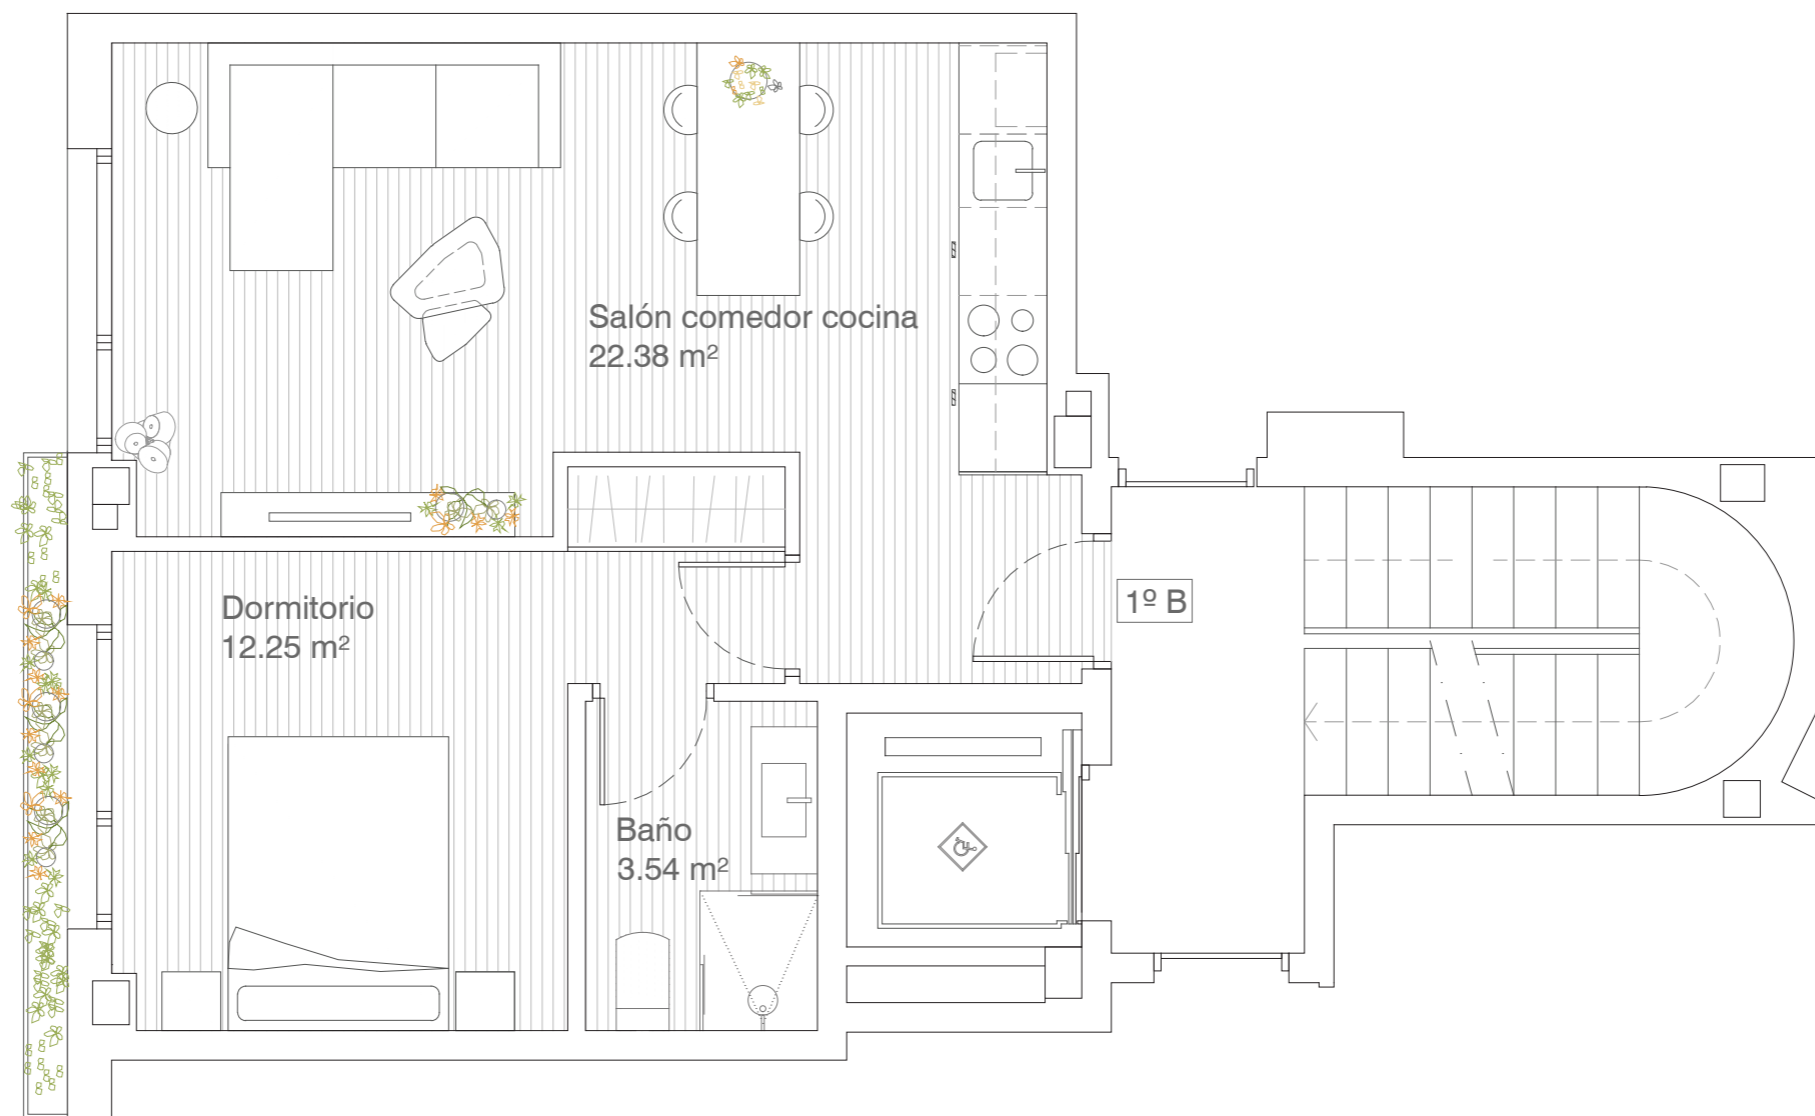 Salón comedor cocina
22.38 m²
1º B
Dormitorio
12.25 m²
Baño
3.54 m²